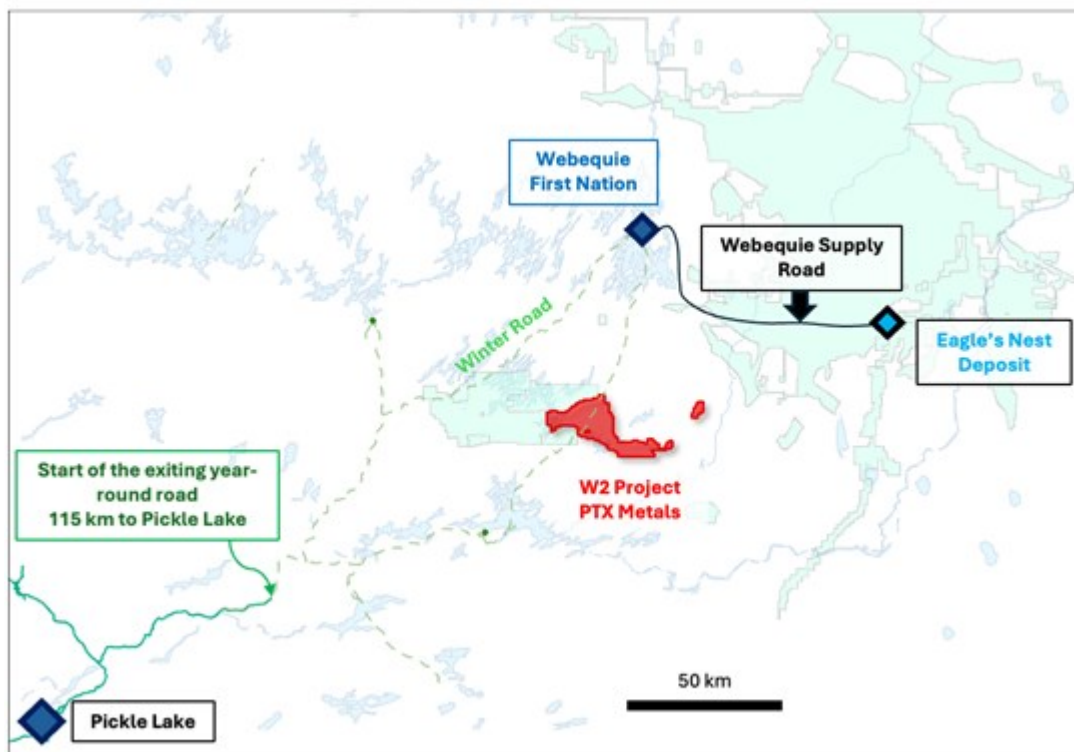 Webequie
First Nation
Webequie Supply
Road
Eagle's Nest
Deposit
Winter Road
W2 Project
PTX Metals
Start of the exiting year-
round road
115 km to Pickle Lake
50 km
Pickle Lake